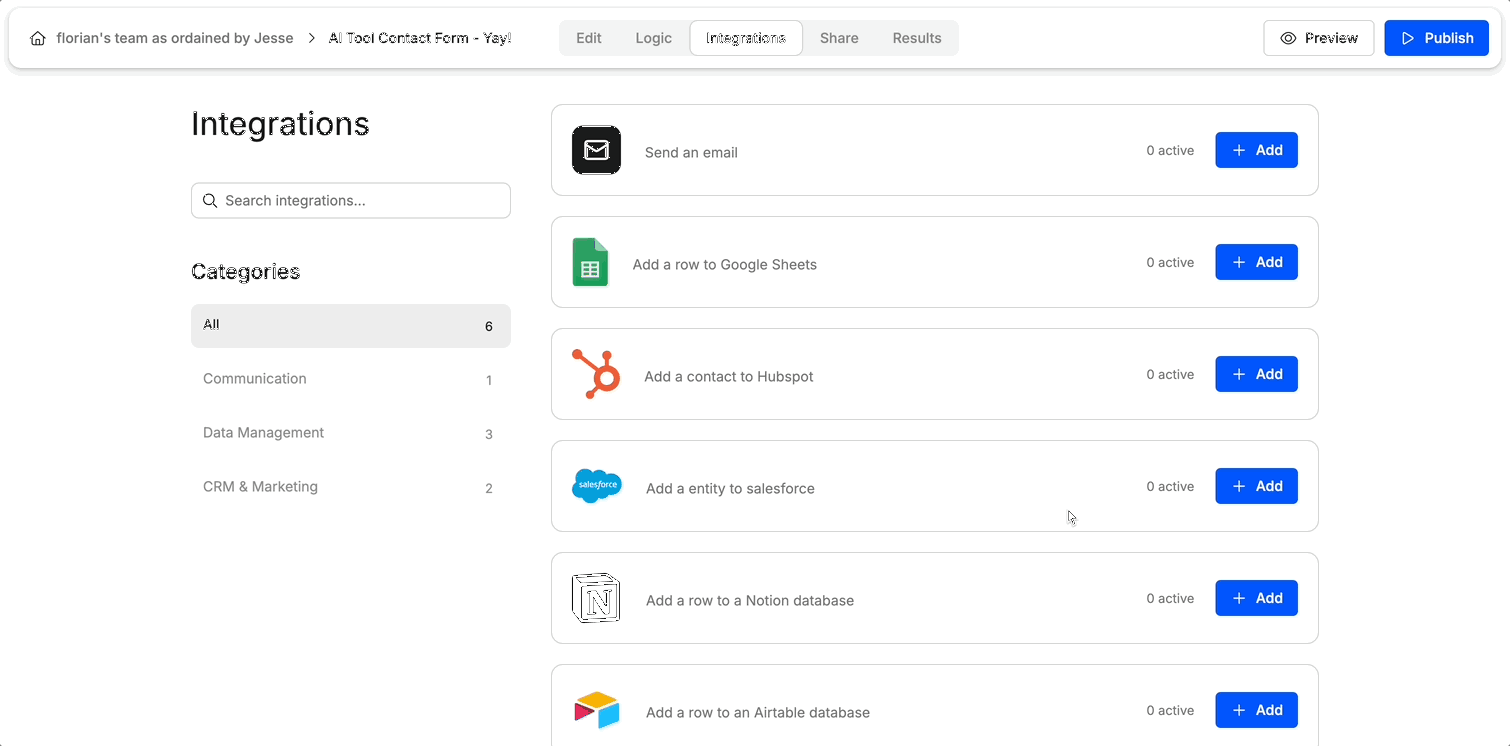 florian's team as ordained by Jesse > AI Tool Contact Form - Yay!
Edit
Logic
Integrations
Share
Results
Preview
Publish
Integrations
Search integrations...
Categories
All 6
Communication 1
Data Management 3
CRM & Marketing 2
Send an email 0 active + Add
Add a row to Google Sheets 0 active + Add
Add a contact to Hubspot 0 active + Add
salesforce Add a entity to salesforce 0 active + Add
N Add a row to a Notion database 0 active + Add
Add a row to an Airtable database 0 active + Add